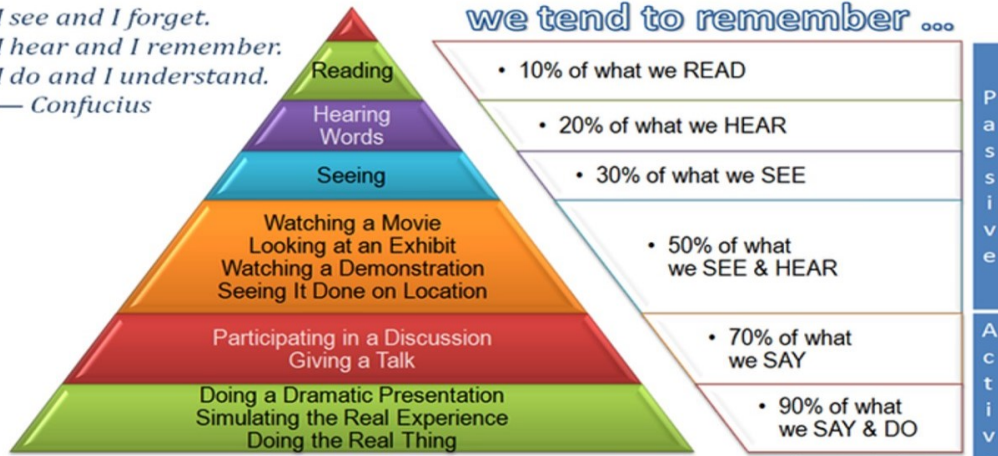 I see and I forget.
I hear and I remember.
I do and I understand.
— Confucius
we tend to remember ...
Reading
Hearing
Words
Seeing
Watching a Movie
Looking at an Exhibit
Watching a Demonstration
Seeing It Done on Location
Participating in a Discussion
Giving a Talk
Doing a Dramatic Presentation
Simulating the Real Experience
Doing the Real Thing
• 10% of what we READ
• 20% of what we HEAR
• 30% of what we SEE
• 50% of what
we SEE & HEAR
• 70% of what
we SAY
• 90% of what
we SAY & DO
Passive
Activ